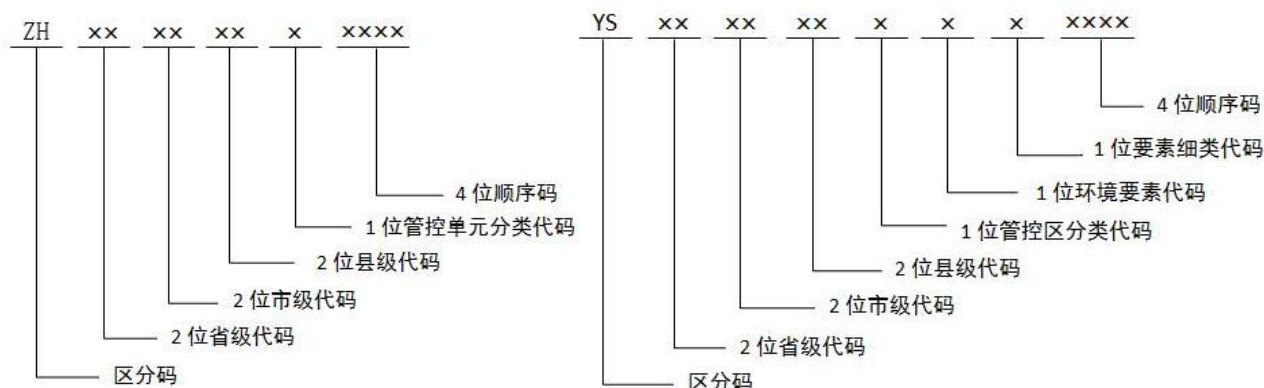 ZH ×× ×× ×× × ××××
4 位顺序码
1 位管控单元分类代码
2 位县级代码
2 位市级代码
2 位省级代码
区分码
YS ×× ×× ×× × × × ××××
4 位顺序码
1 位要素细类代码
1 位环境要素代码
1 位管控区分类代码
2 位县级代码
2 位市级代码
2 位省级代码
区分码